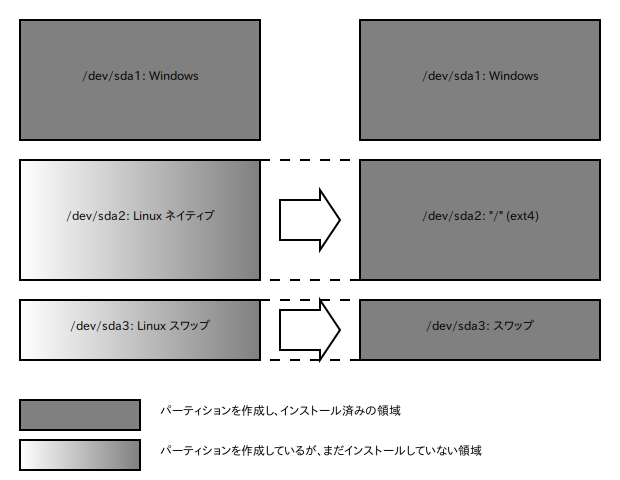 /dev/sda1: Windows
/dev/sda1: Windows
/dev/sda2: Linux ネイティブ
/dev/sda2: "/" (ext4)
/dev/sda3: Linux スワップ
/dev/sda3: スワップ
パーティションを作成し、インストール済みの領域
パーティションを作成しているが、まだインストールしていない領域